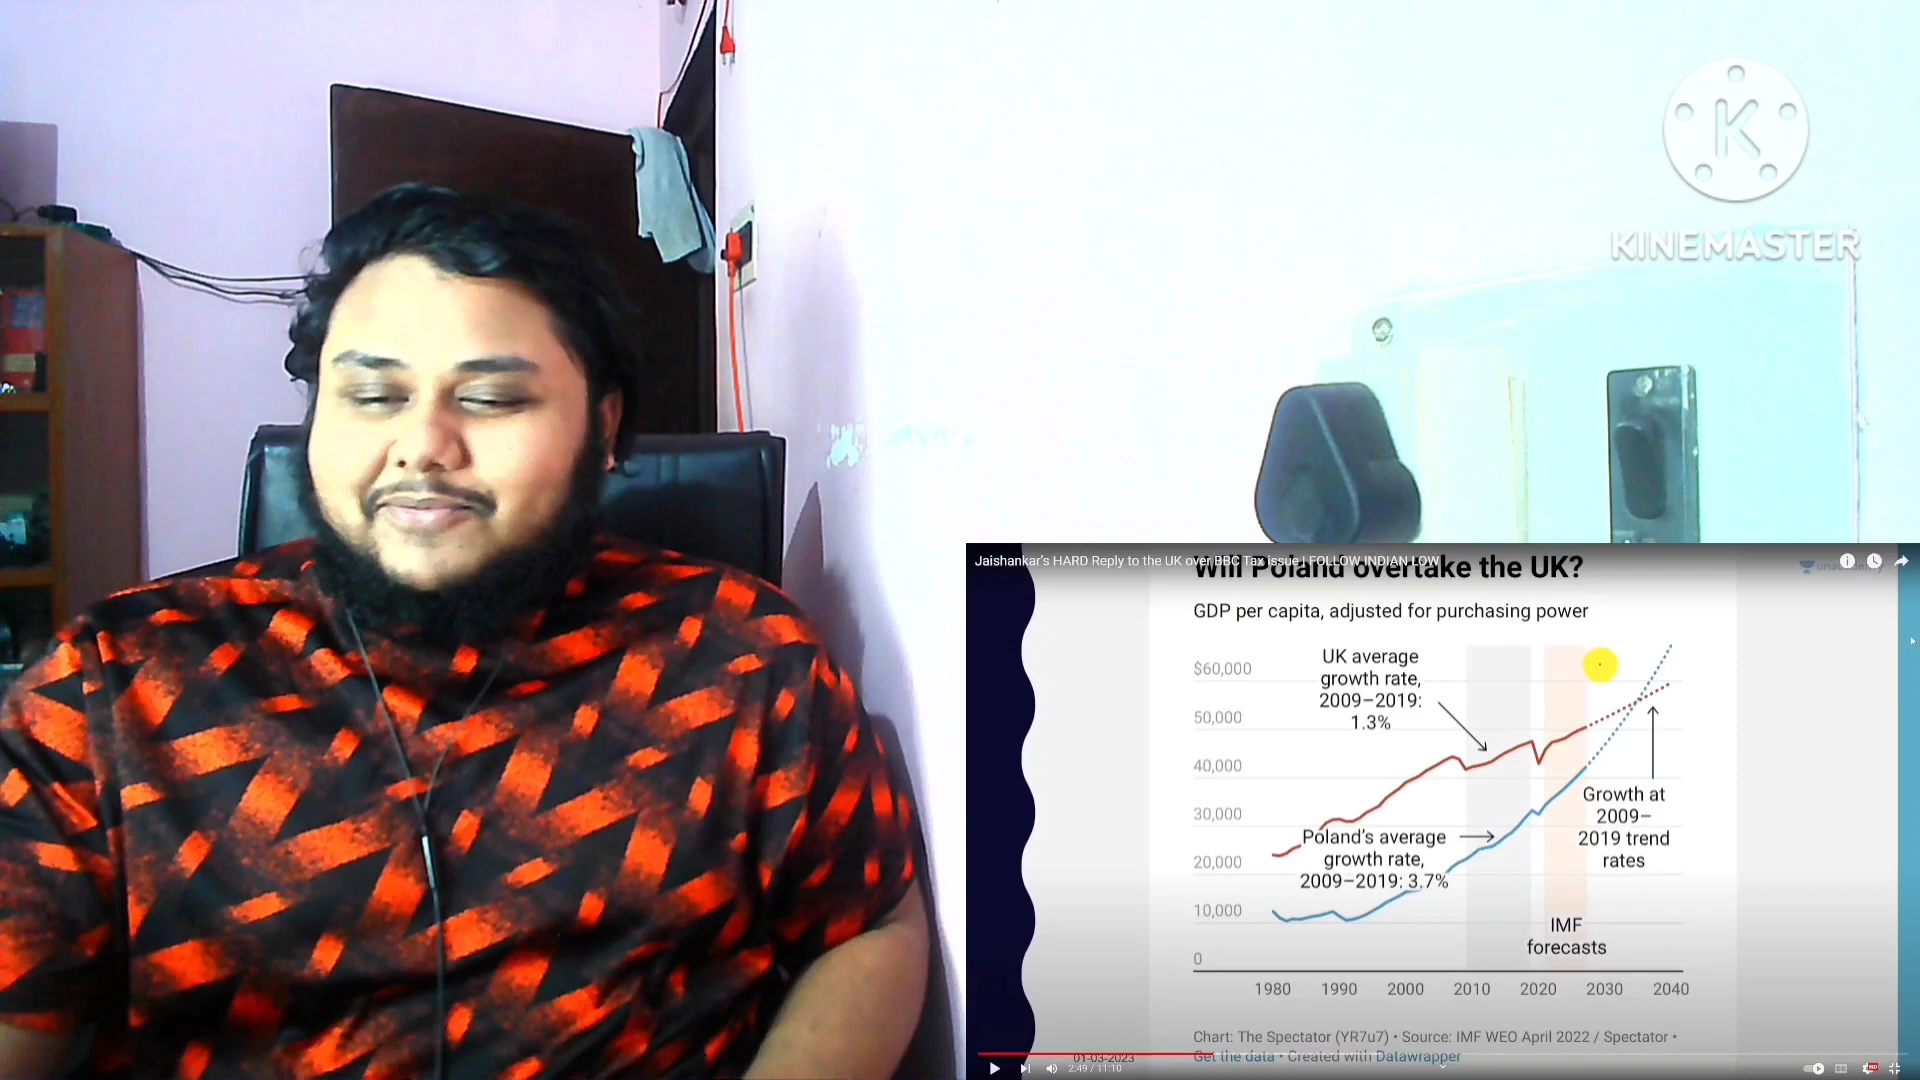 K
KINEMASTER
Jaishankar's HARD Reply to the UK over BBC Tax issue | FOLLOW INDIAN LOW
Will Poland overtake the UK?
GDP per capita, adjusted for purchasing power
$60,000
50,000
40,000
30,000
20,000
10,000
0
UK average
growth rate,
2009–2019:
1.3%
Poland's average
growth rate,
2009–2019: 3.7%
Growth at
2009–
2019 trend
rates
IMF
forecasts
1980 1990 2000 2010 2020 2030 2040
Chart: The Spectator (YR7u7) • Source: IMF WEO April 2022 / Spectator •
Get the data • Created with Datawrapper
01-03-2023
2:49 / 11:10
HD